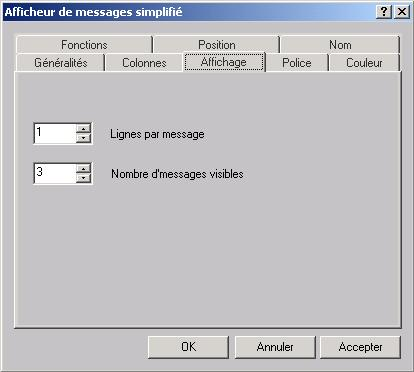 Afficheur de messages simplifié
Fonctions Position Nom
Généralités Colonnes Affichage Police Couleur
1 Lignes par message
3 Nombre d'messages visibles
OK Annuler Accepter